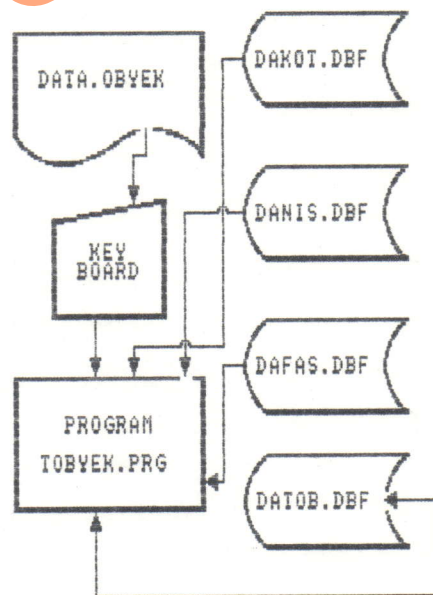 DATA.OBYEK
DAKOT.DBF
DANIS.DBF
KEY
BOARD
DAFAS.DBF
PROGRAM
TOBYEK.PRG
DATOB.DBF